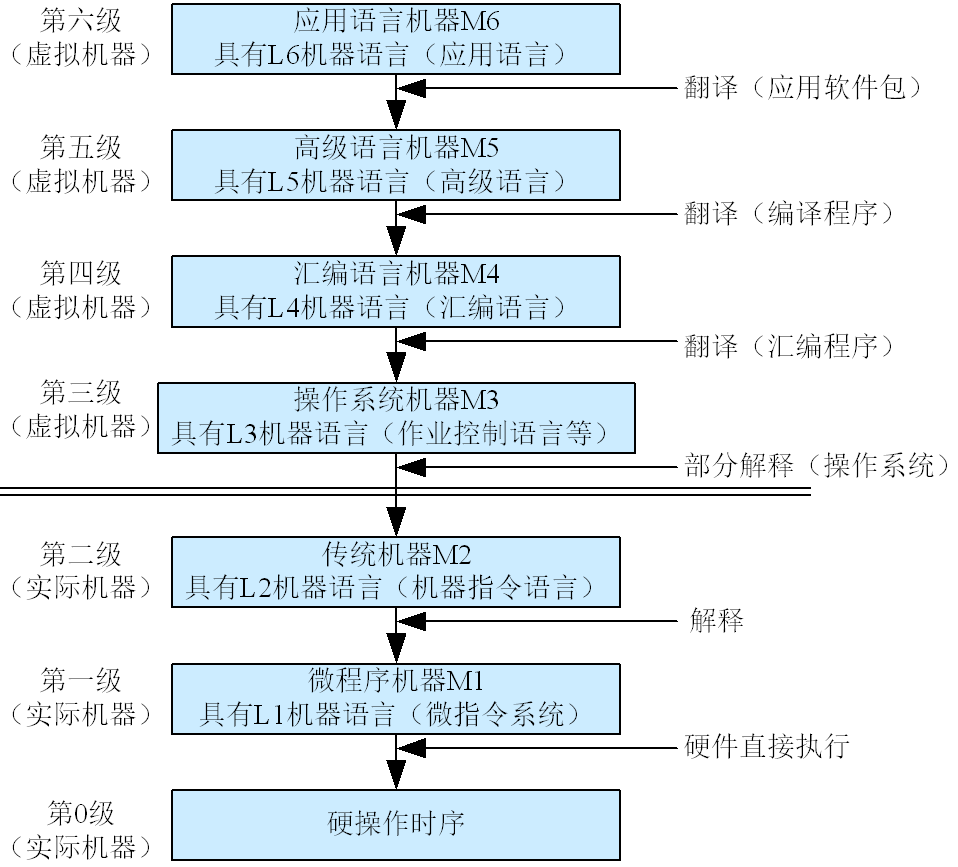 第六级
（虚拟机器）
应用语言机器M6
具有L6机器语言（应用语言）
翻译（应用软件包）
第五级
（虚拟机器）
高级语言机器M5
具有L5机器语言（高级语言）
翻译（编译程序）
第四级
（虚拟机器）
汇编语言机器M4
具有L4机器语言（汇编语言）
翻译（汇编程序）
第三级
（虚拟机器）
操作系统机器M3
具有L3机器语言（作业控制语言等）
部分解释（操作系统）
第二级
（实际机器）
传统机器M2
具有L2机器语言（机器指令语言）
解释
第一级
（实际机器）
微程序机器M1
具有L1机器语言（微指令系统）
硬件直接执行
第0级
（实际机器）
硬操作时序